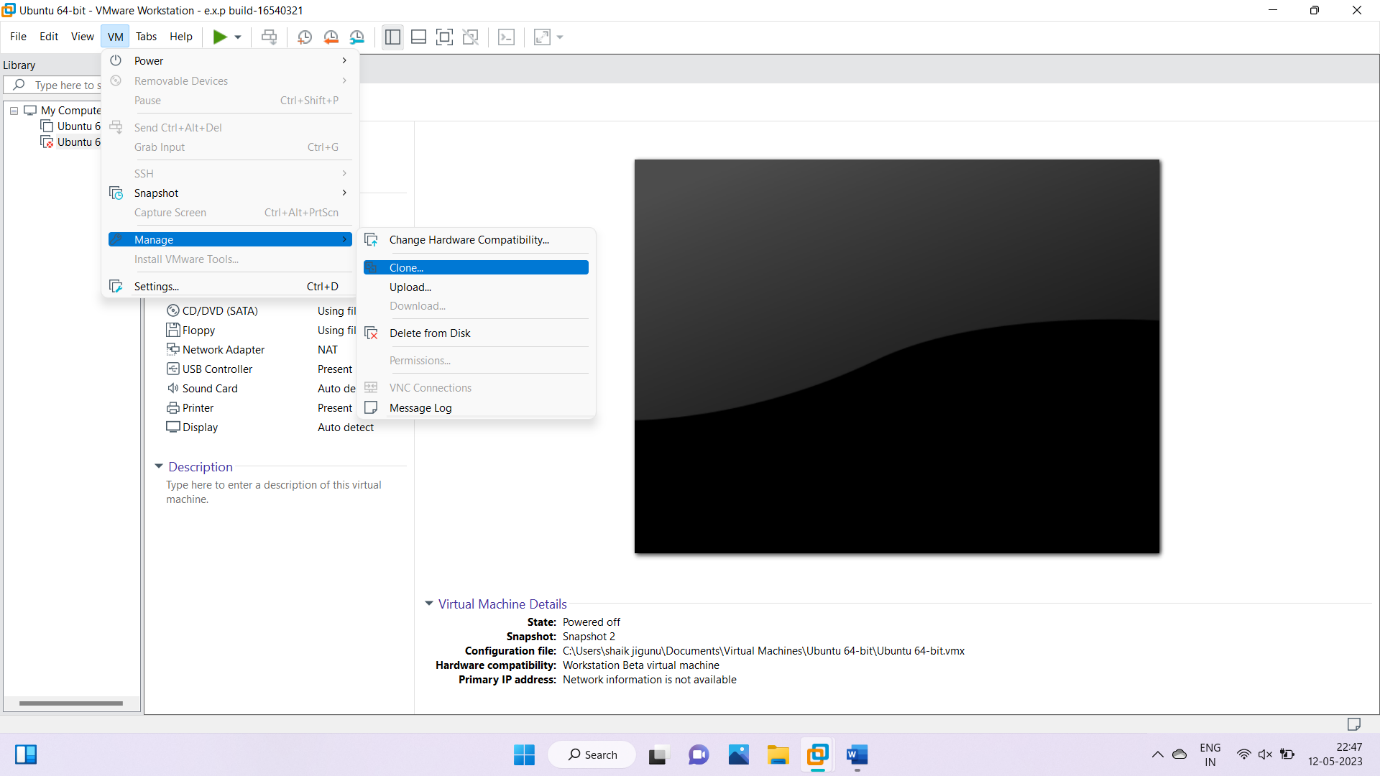 Ubuntu 64-bit - VMware Workstation - e.x.p build-16540321
File Edit View VM Tabs Help
Library
Type here to s
My Compute
Ubuntu 6
Ubuntu 6
Power
Removable Devices
Pause Ctrl+Shift+P
Send Ctrl+Alt+Del
Grab Input Ctrl+G
SSH
Snapshot
Capture Screen Ctrl+Alt+PrtScn
Manage
Install VMware Tools...
Settings... Ctrl+D
Change Hardware Compatibility...
Clone...
Upload...
Download...
Delete from Disk
Permissions...
VNC Connections
Message Log
CD/DVD (SATA) Using fil
Floppy Using fil
Network Adapter NAT
USB Controller Present
Sound Card Auto de
Printer Present
Display Auto detect
Description
Type here to enter a description of this virtual
machine.
Virtual Machine Details
State: Powered off
Snapshot: Snapshot 2
Configuration file: C:\Users\shaik jigunu\Documents\Virtual Machines\Ubuntu 64-bit\Ubuntu 64-bit.vmx
Hardware compatibility: Workstation Beta virtual machine
Primary IP address: Network information is not available
Search
ENG
IN
22:47
12-05-2023